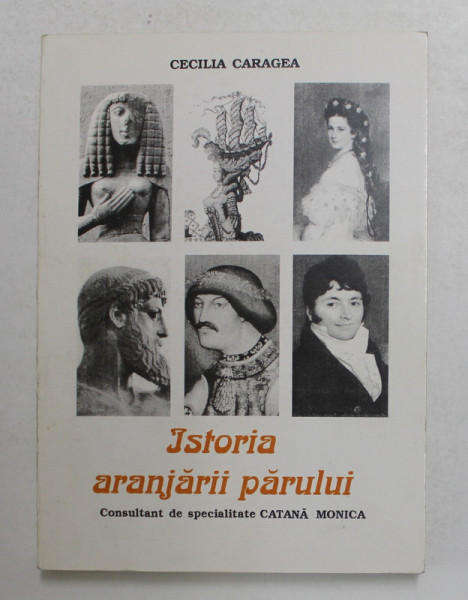 CECILIA CARAGEA
Istoria
aranjării părului
Consultant de specialitate CATANĂ MONICA